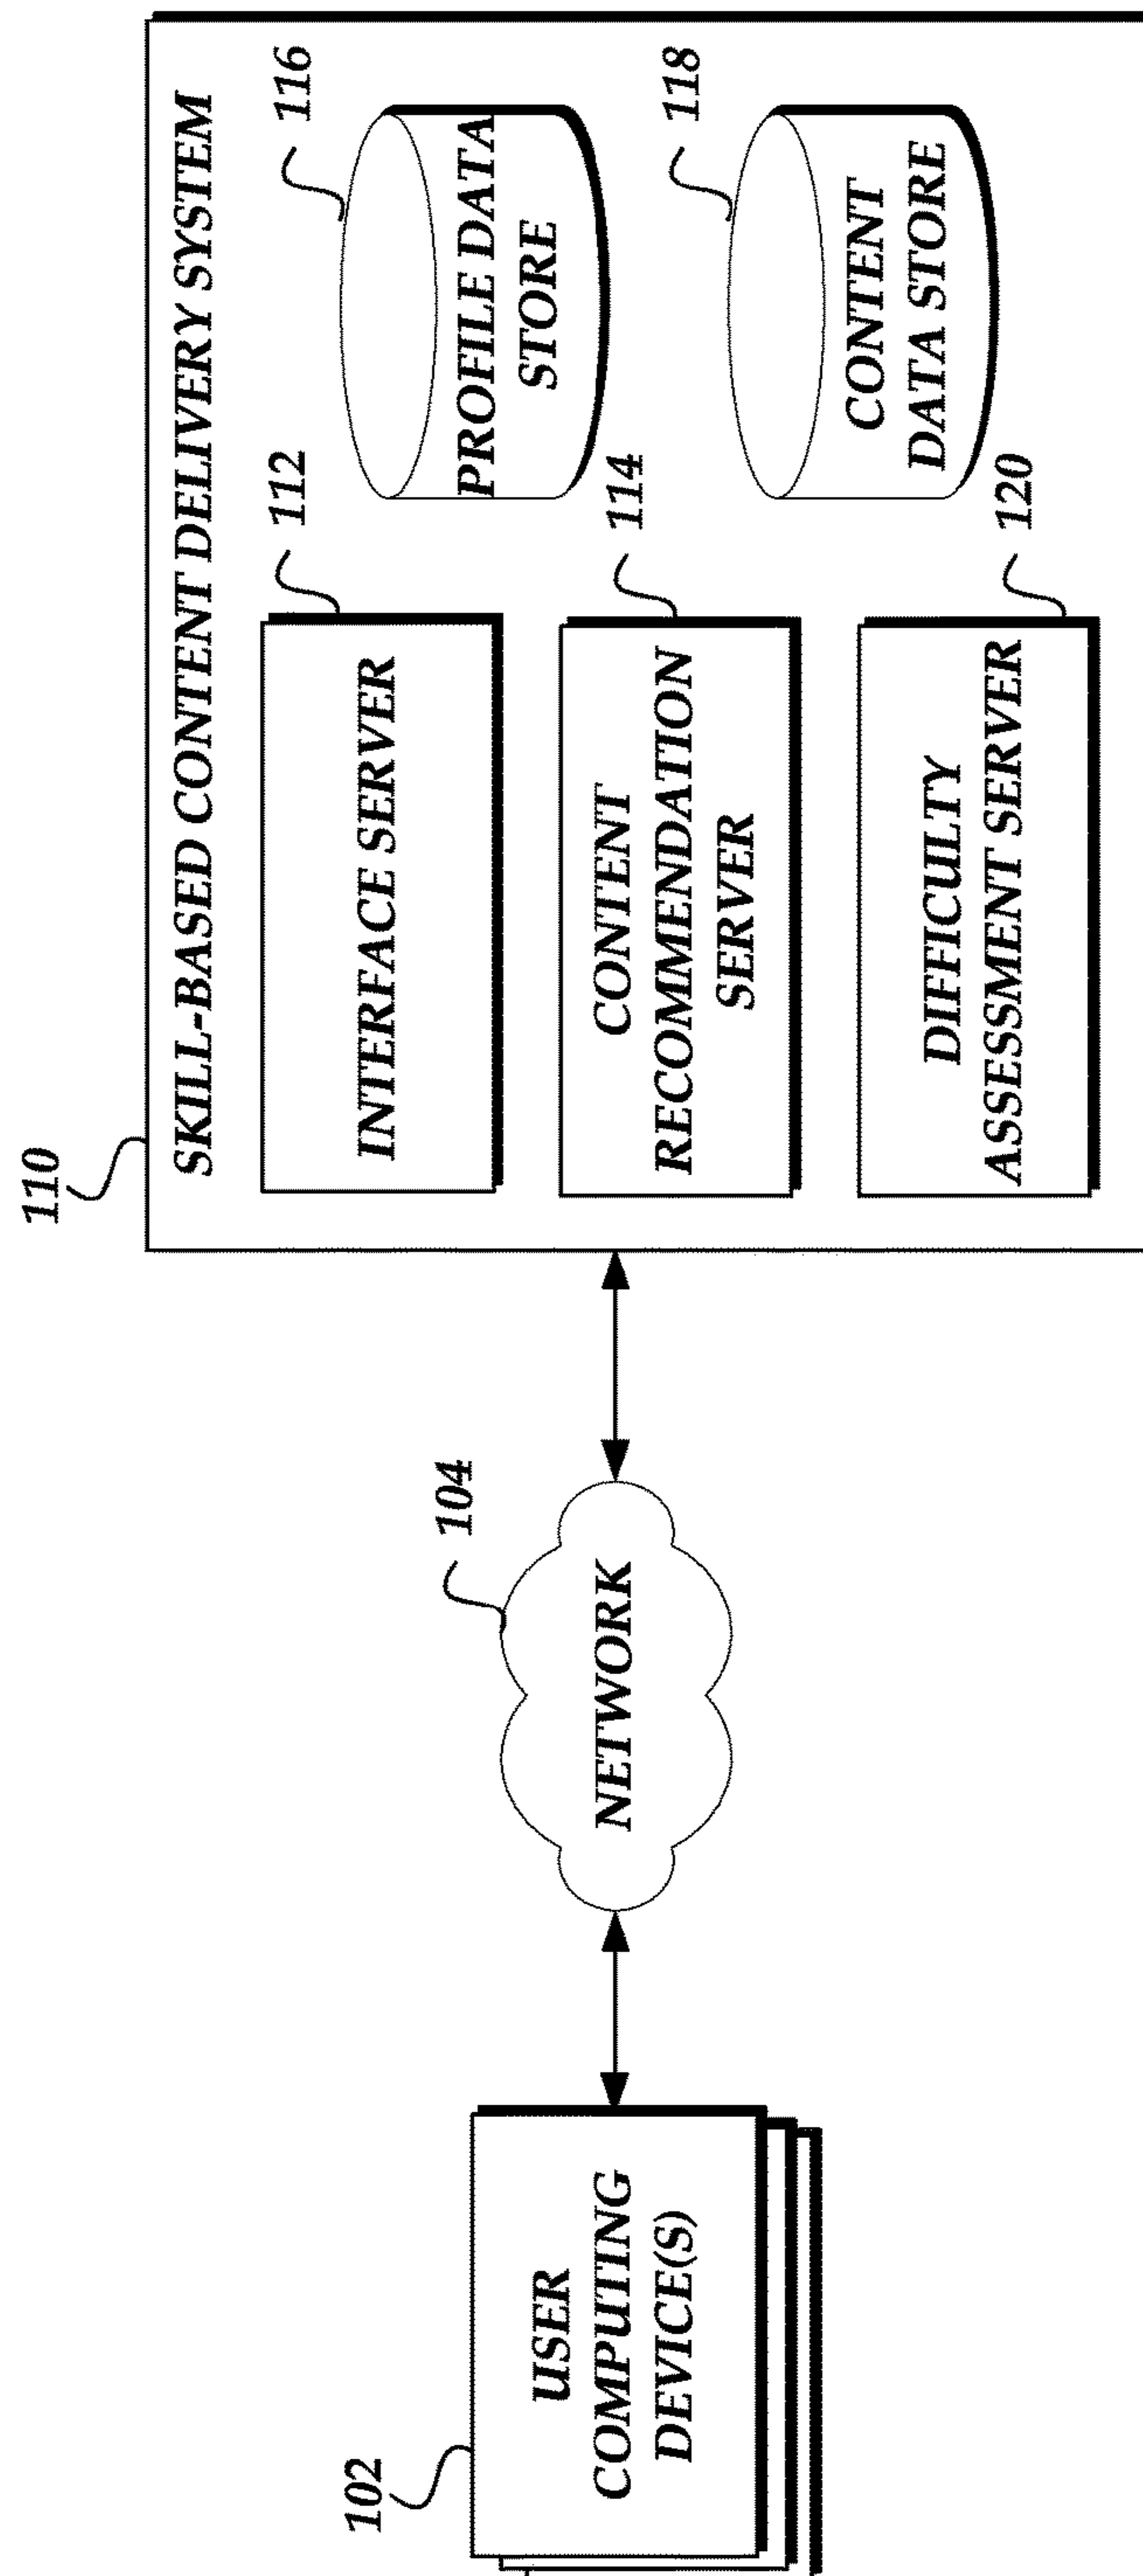 110
SKILL-BASED CONTENT DELIVERY SYSTEM
112
INTERFACE SERVER
116
PROFILE DATA
STORE
114
CONTENT
RECOMMENDATION
SERVER
118
CONTENT
DATA STORE
120
DIFFICULTY
ASSESSMENT SERVER
104
NETWORK
102
USER
COMPUTING
DEVICE(S)